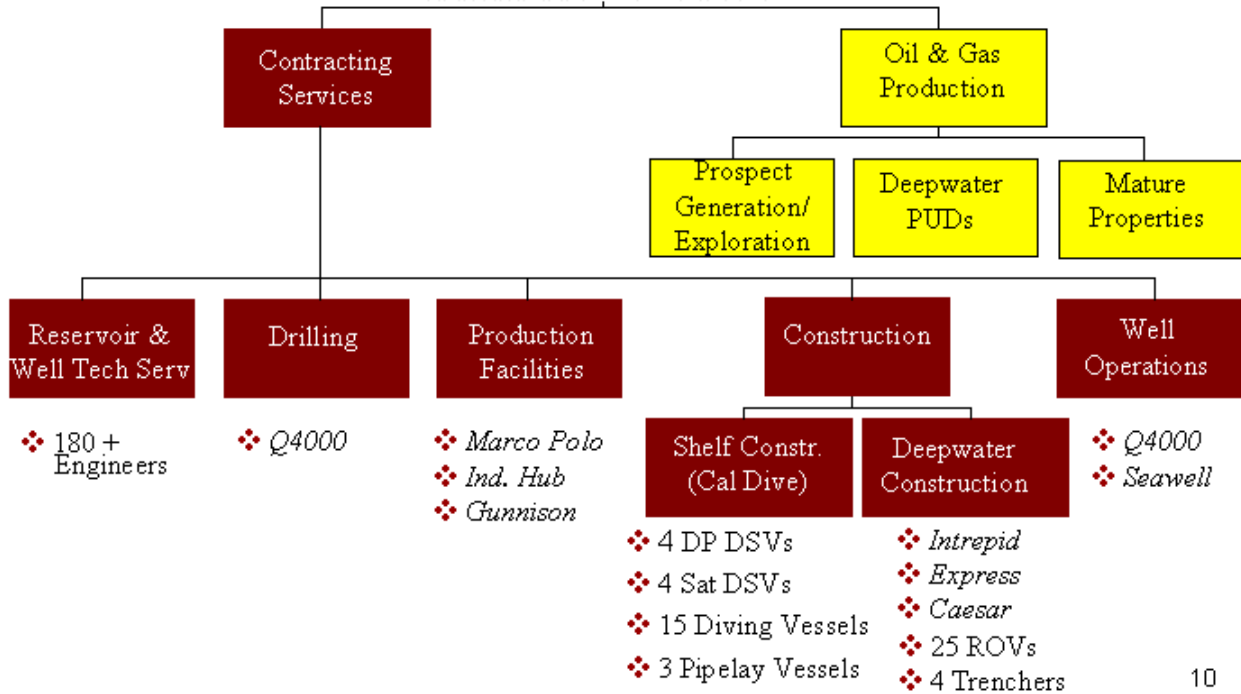 Contracting
Services
Oil & Gas
Production
Prospect
Generation/
Exploration
Deepwater
PUDs
Mature
Properties
Reservoir &
Well Tech Serv
Drilling
Production
Facilities
Construction
Well
Operations
❖ 180 +
Engineers
❖ Q4000
❖ Marco Polo
❖ Ind. Hub
❖ Gunnison
Shelf Constr.
(Cal Dive)
Deepwater
Construction
❖ Q4000
❖ Seawell
❖ 4 DP DSVs
❖ 4 Sat DSVs
❖ 15 Diving Vessels
❖ 3 Pipelay Vessels
❖ Intrepid
❖ Express
❖ Caesar
❖ 25 ROVs
❖ 4 Trenchers
10